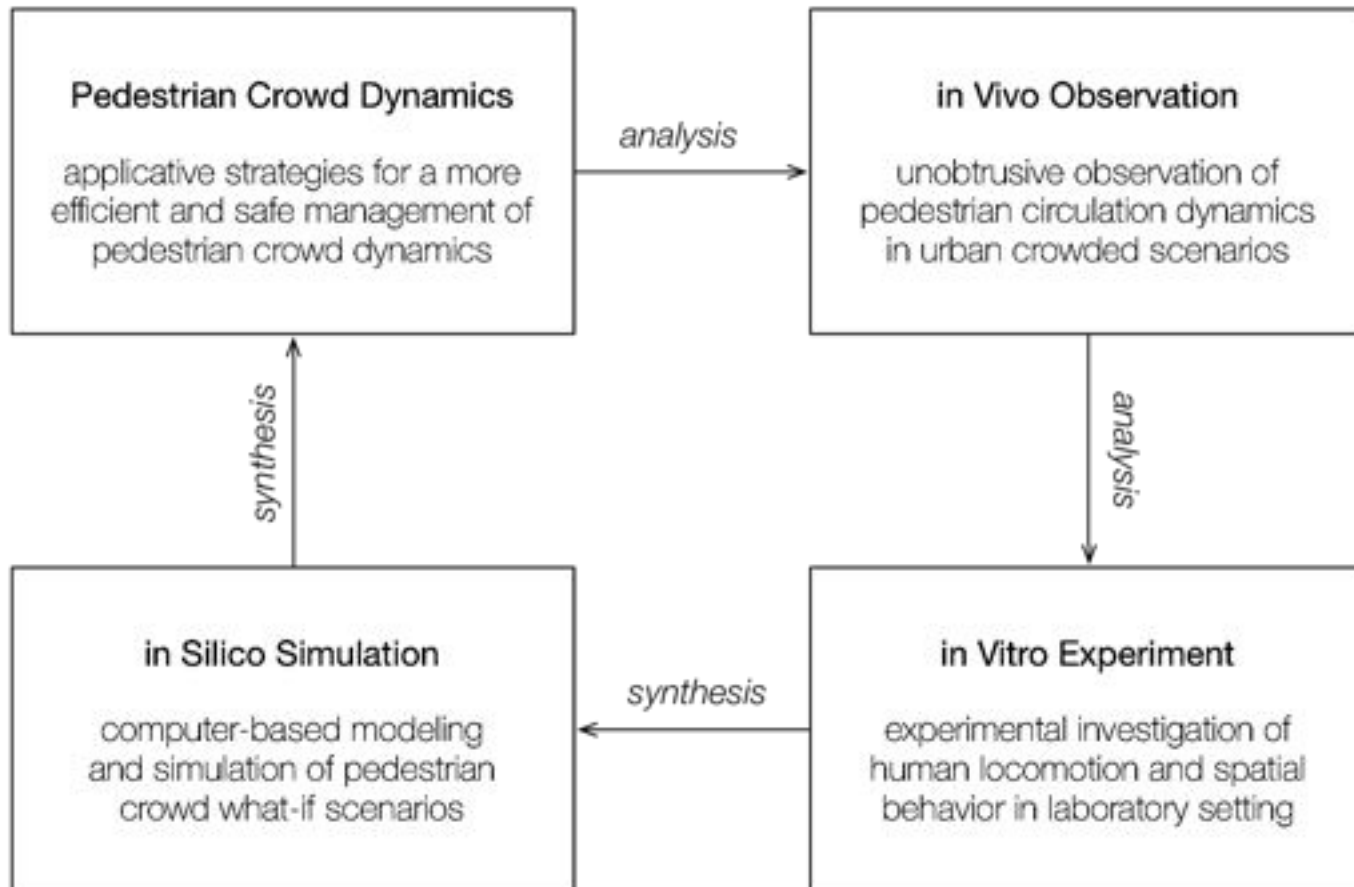 Pedestrian Crowd Dynamics
applicative strategies for a more
efficient and safe management of
pedestrian crowd dynamics
analysis
in Vivo Observation
unobtrusive observation of
pedestrian circulation dynamics
in urban crowded scenarios
analysis
in Vitro Experiment
experimental investigation of
human locomotion and spatial
behavior in laboratory setting
synthesis
in Silico Simulation
computer-based modeling
and simulation of pedestrian
crowd what-if scenarios
synthesis